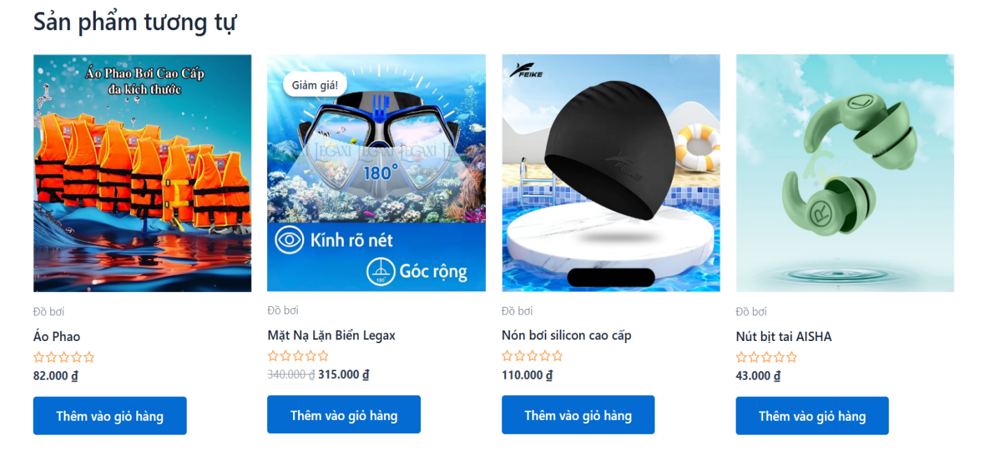 Sản phẩm tương tự
Áo Phao Bơi Cao Cấp
đa kích thước
Đồ bơi
Áo Phao
82.000 ₫
Thêm vào giỏ hàng
Giảm giá!
LEGAXI LEGAXI LEGAXI L
180°
Kính rõ nét
180°
Góc rộng
Đồ bơi
Mặt Nạ Lặn Biển Legax
340.000 ₫ 315.000 ₫
Thêm vào giỏ hàng
FEIKE
FEIKE
Đồ bơi
Nón bơi silicon cao cấp
110.000 ₫
Thêm vào giỏ hàng
L
R
Đồ bơi
Nút bịt tai AISHA
43.000 ₫
Thêm vào giỏ hàng